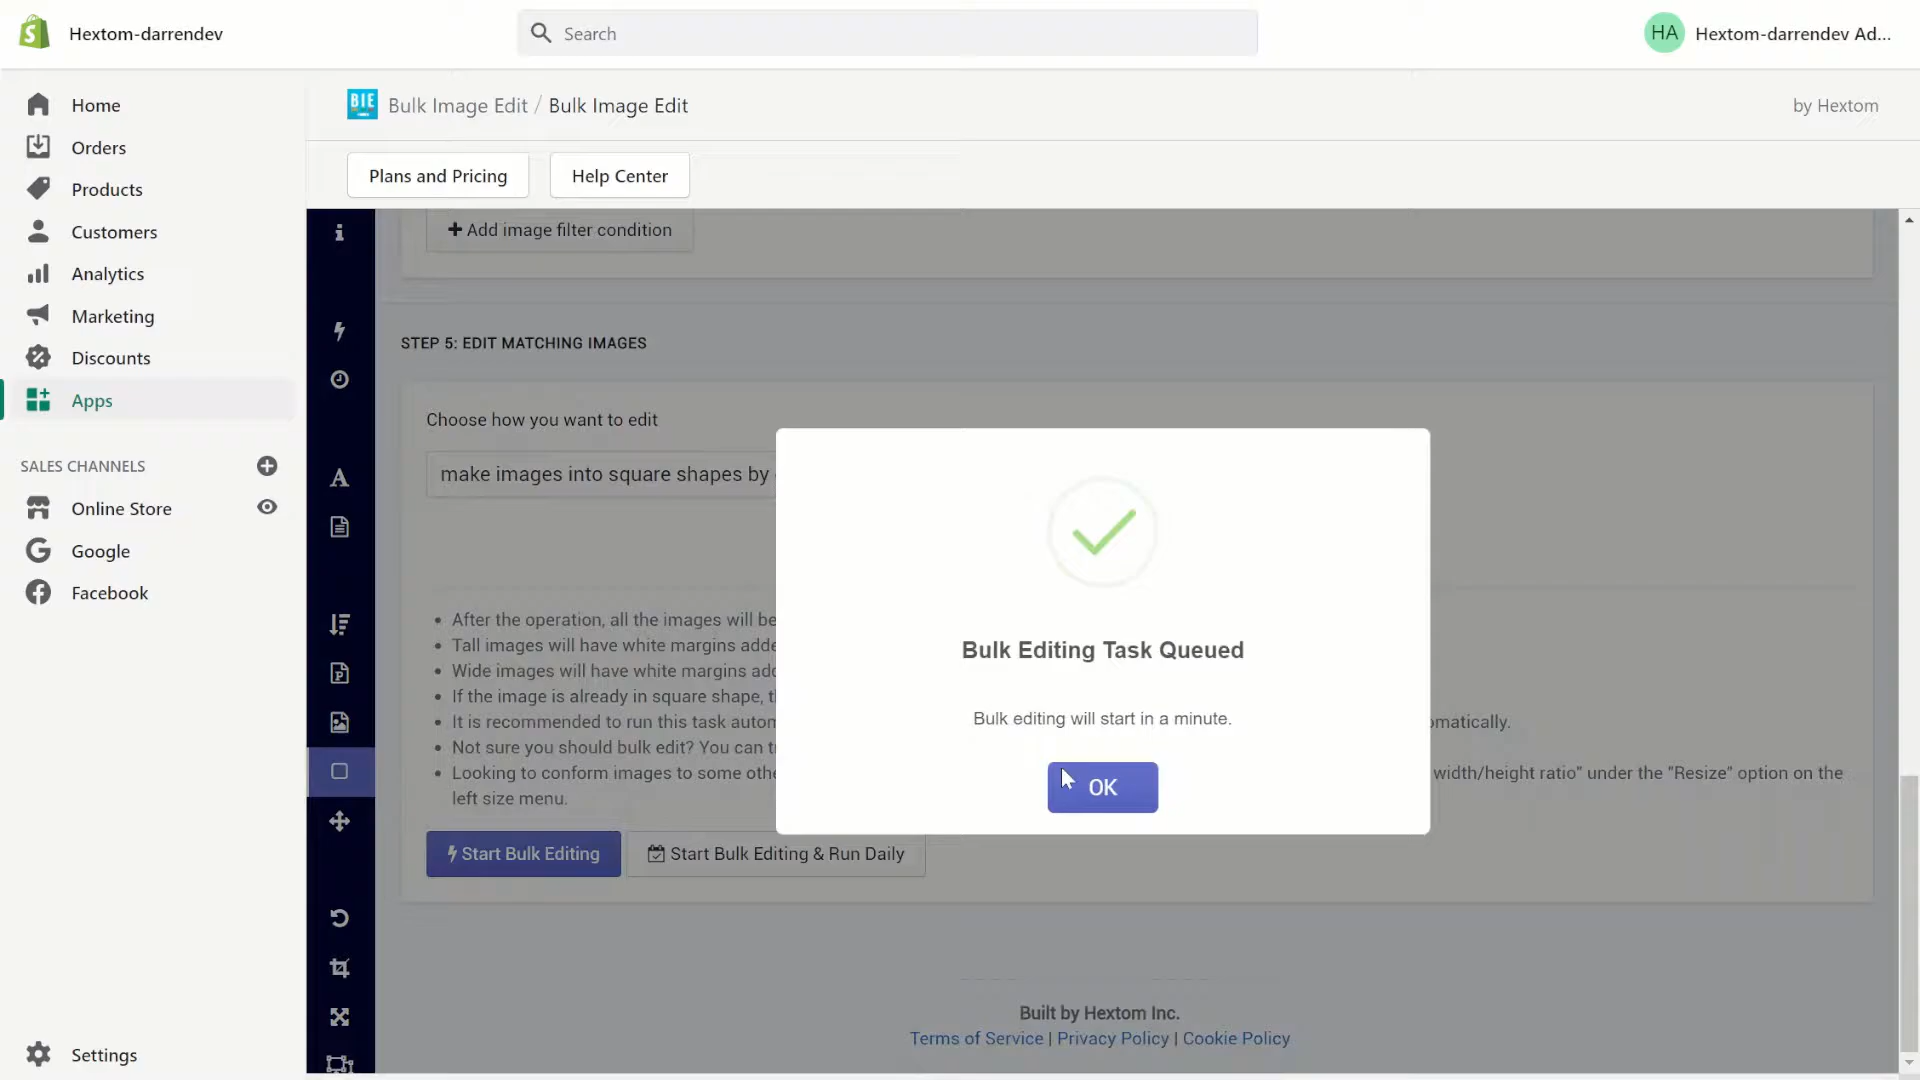 Hextom-darrendev
Search
HA
Hextom-darrendev Ad...
Home
Orders
Products
Customers
Analytics
Marketing
Discounts
Apps
SALES CHANNELS
Online Store
Google
Facebook
Settings
BIE
Bulk Image Edit / Bulk Image Edit
by Hextom
Plans and Pricing
Help Center
Add image filter condition
STEP 5: EDIT MATCHING IMAGES
Choose how you want to edit
make images into square shapes by
After the operation, all the images will be
Tall images will have white margins adde
Wide images will have white margins add
If the image is already in square shape, t
It is recommended to run this task autom
omatically.
Not sure you should bulk edit? You can t
Looking to conform images to some othe
width/height ratio" under the "Resize" option on the
left size menu.
Start Bulk Editing
Start Bulk Editing & Run Daily
Bulk Editing Task Queued
Bulk editing will start in a minute.
OK
Built by Hextom Inc.
Terms of Service | Privacy Policy | Cookie Policy